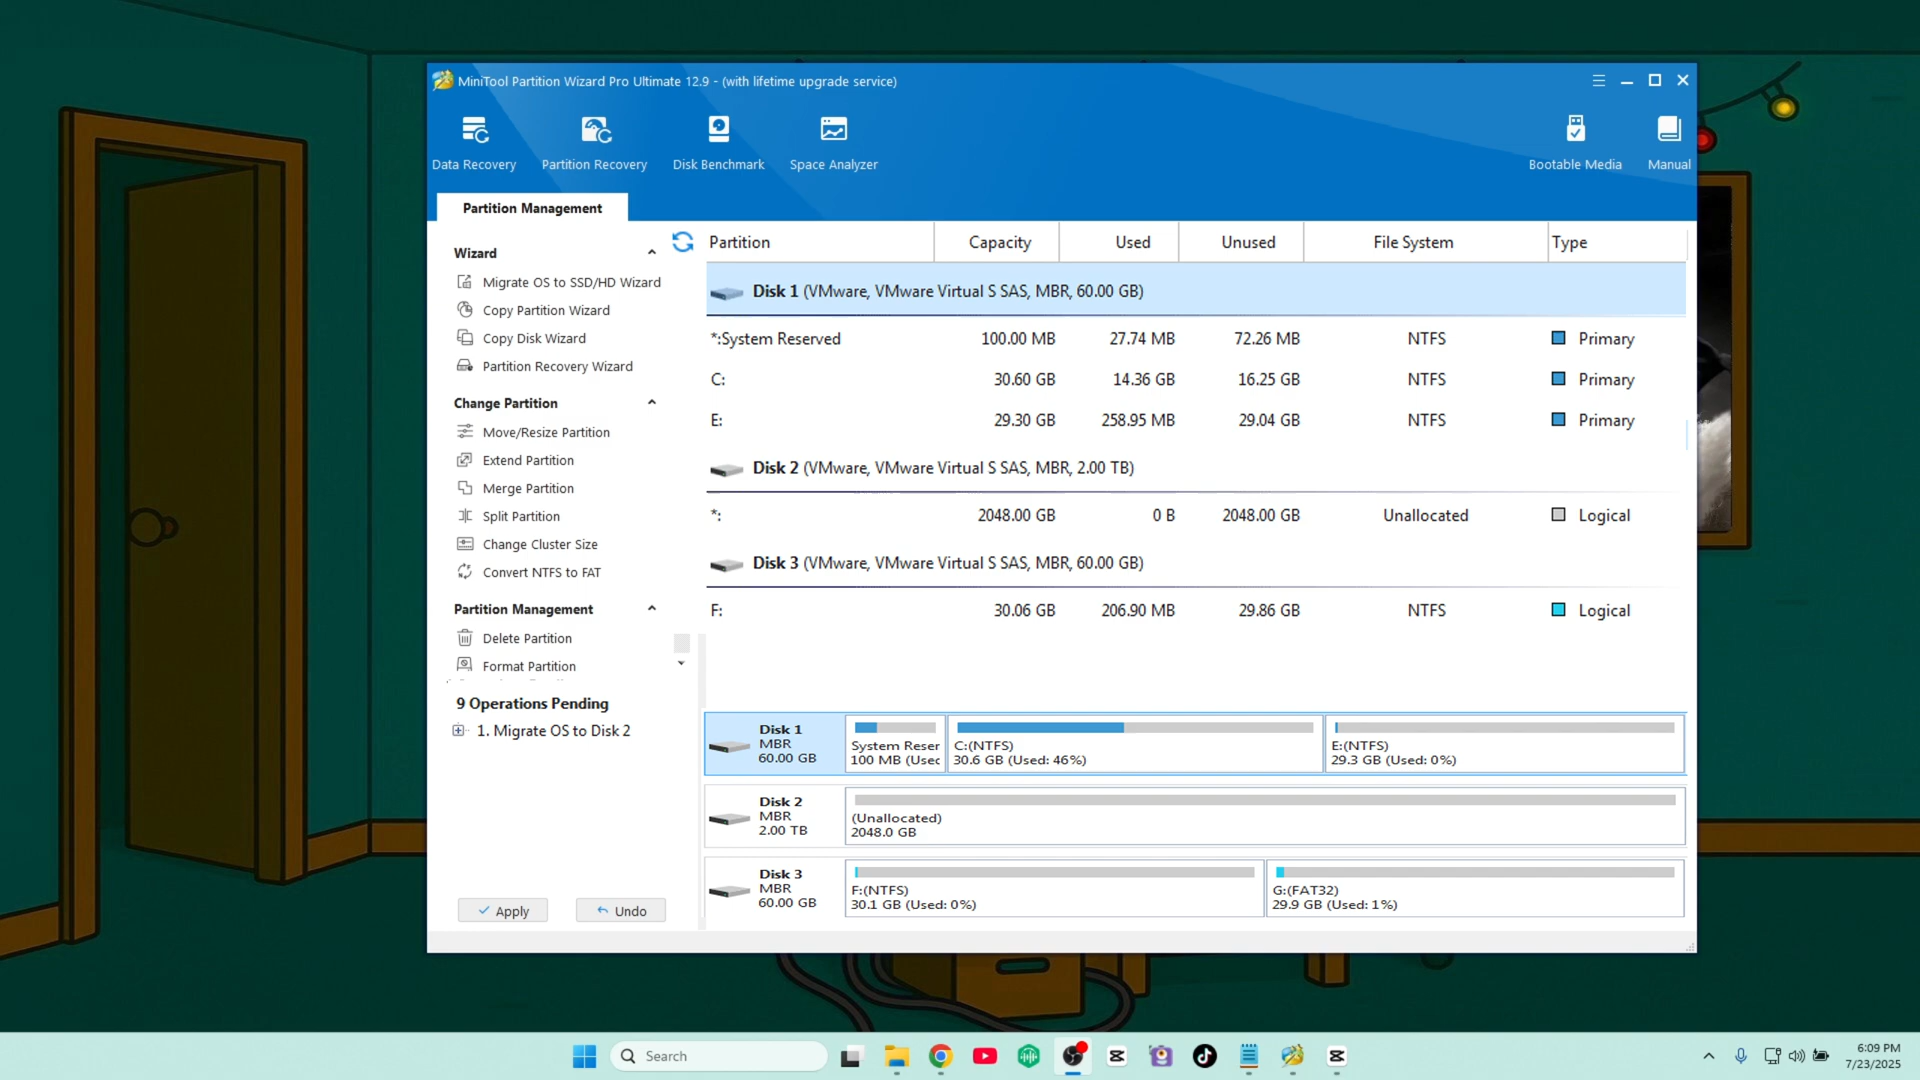 MiniTool Partition Wizard Pro Ultimate 12.9 - (with lifetime upgrade service)
Data Recovery
Partition Recovery
Disk Benchmark
Space Analyzer
Bootable Media
Manual
Partition Management
Wizard
Migrate OS to SSD/HD Wizard
Copy Partition Wizard
Copy Disk Wizard
Partition Recovery Wizard
Change Partition
Move/Resize Partition
Extend Partition
Merge Partition
Split Partition
Change Cluster Size
Convert NTFS to FAT
Partition Management
Delete Partition
Format Partition
9 Operations Pending
1. Migrate OS to Disk 2
Apply
Undo
Partition Capacity Used Unused File System Type
Disk 1 (VMware, VMware Virtual S SAS, MBR, 60.00 GB)
*:System Reserved 100.00 MB 27.74 MB 72.26 MB NTFS Primary
C: 30.60 GB 14.36 GB 16.25 GB NTFS Primary
E: 29.30 GB 258.95 MB 29.04 GB NTFS Primary
Disk 2 (VMware, VMware Virtual S SAS, MBR, 2.00 TB)
*: 2048.00 GB 0 B 2048.00 GB Unallocated Logical
Disk 3 (VMware, VMware Virtual S SAS, MBR, 60.00 GB)
F: 30.06 GB 206.90 MB 29.86 GB NTFS Logical
Disk 1
MBR
60.00 GB
System Reser
100 MB (Used
C:(NTFS)
30.6 GB (Used: 46%)
E:(NTFS)
29.3 GB (Used: 0%)
Disk 2
MBR
2.00 TB
(Unallocated)
2048.0 GB
Disk 3
MBR
60.00 GB
F:(NTFS)
30.1 GB (Used: 0%)
G:(FAT32)
29.9 GB (Used: 1%)
Search
6:09 PM
7/23/2025